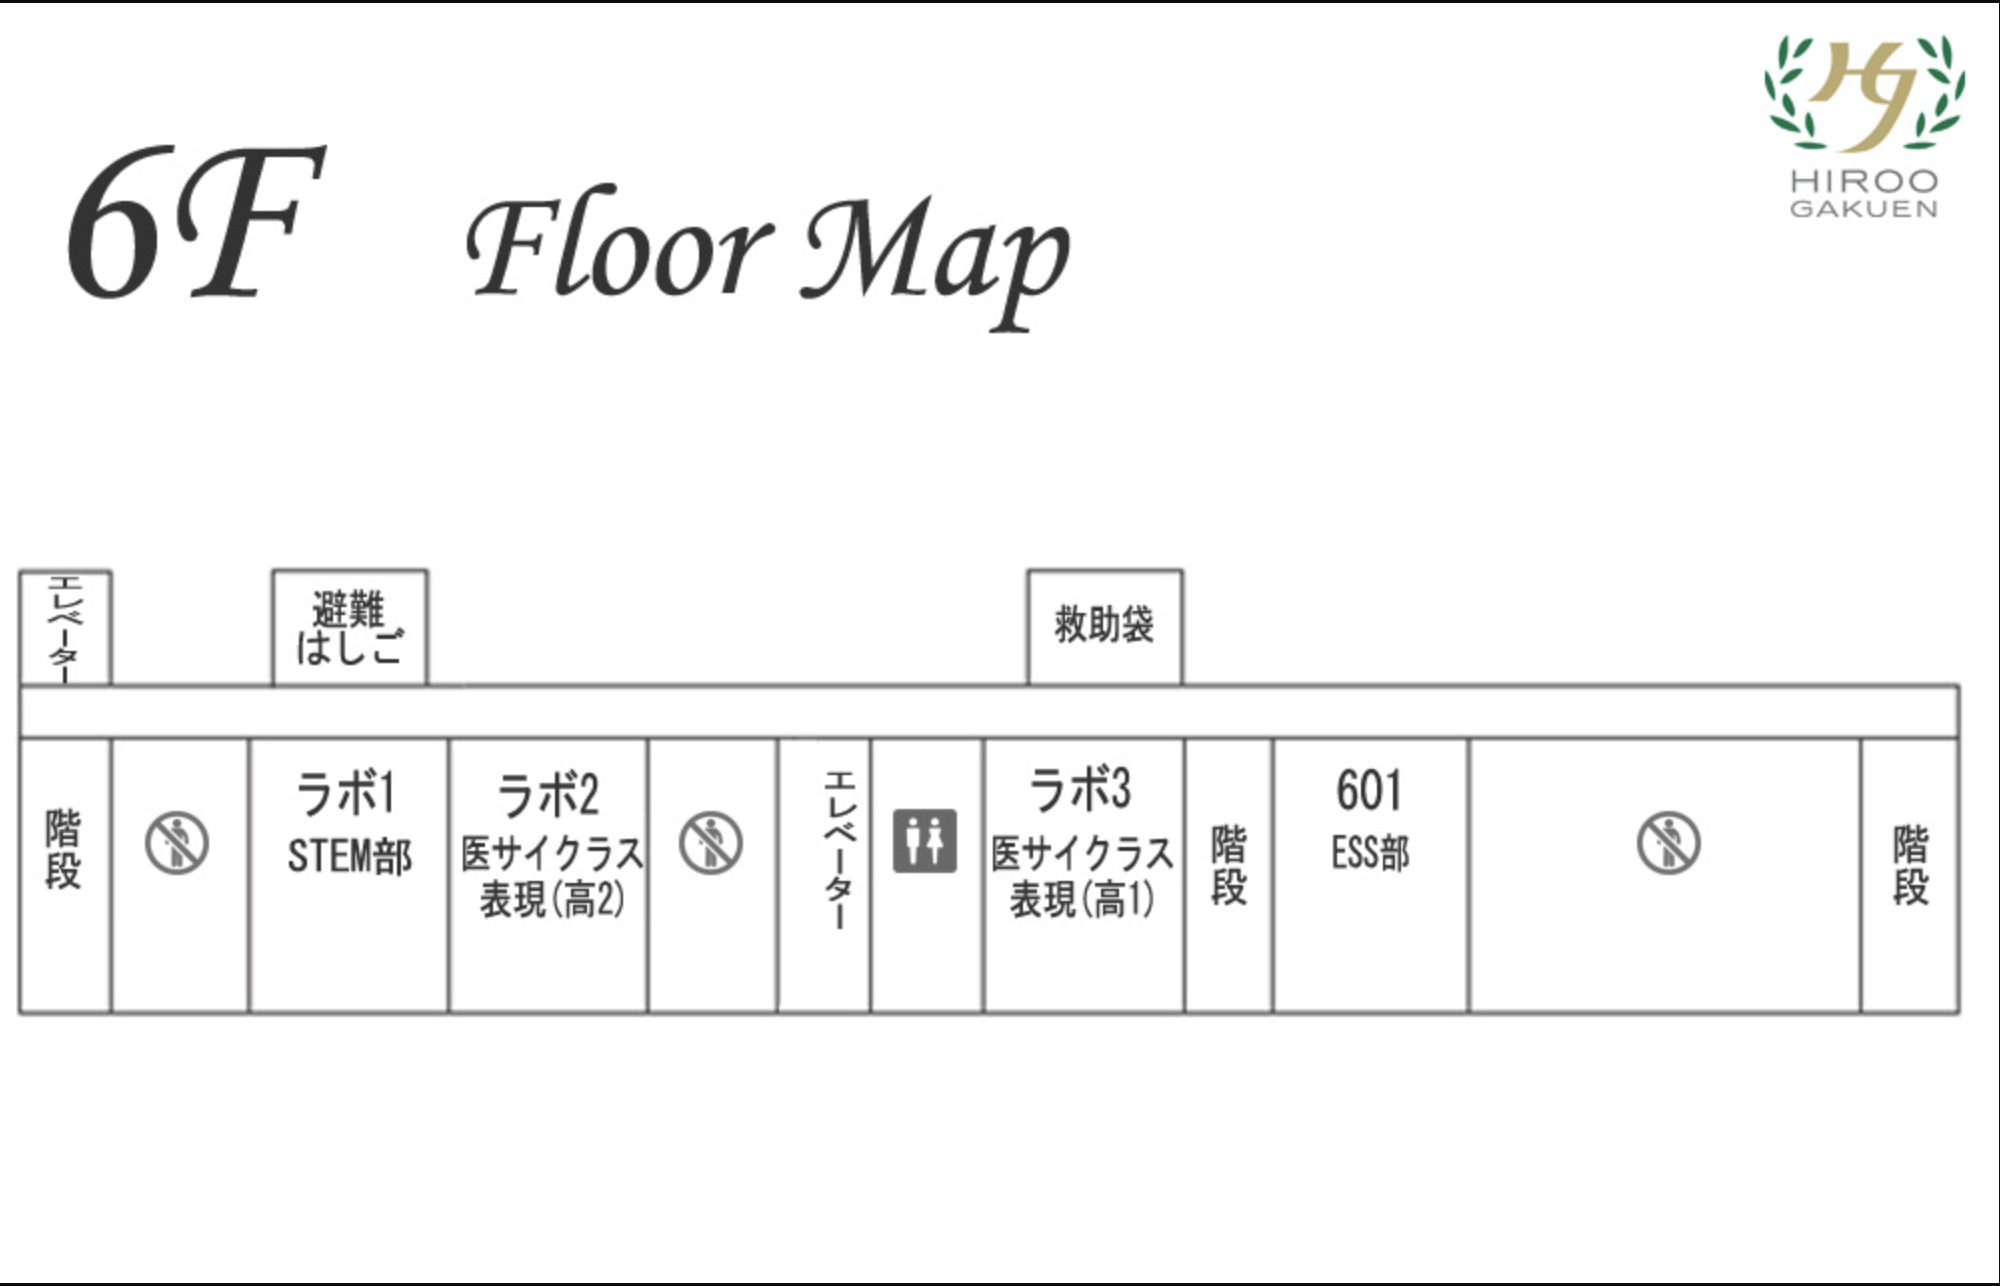 HIROO
GAKUEN
6F Floor Map
エレベーター
避難
はしご
救助袋
階段
ラボ1
STEM部
ラボ2
医サイクラス
表現(高2)
エレベーター
ラボ3
医サイクラス
表現(高1)
階段
601
ESS部
階段